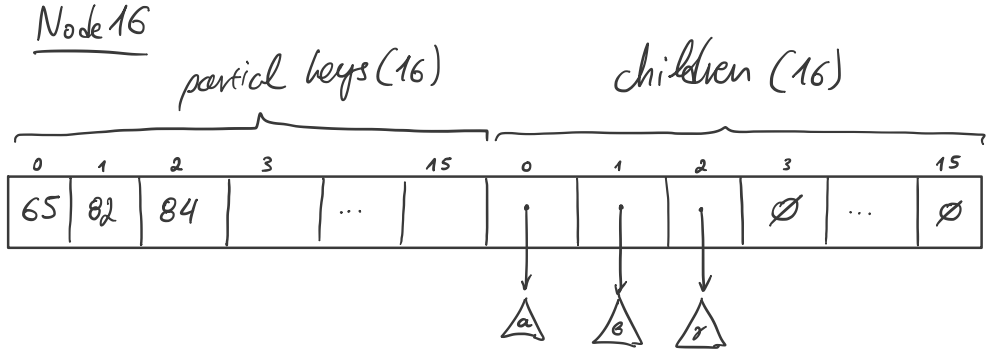 Node16
partial keys (16)
children (16)
0 1 2 3 15 0 1 2 3 15
65 82 84 ... Ø ... Ø
α β γ